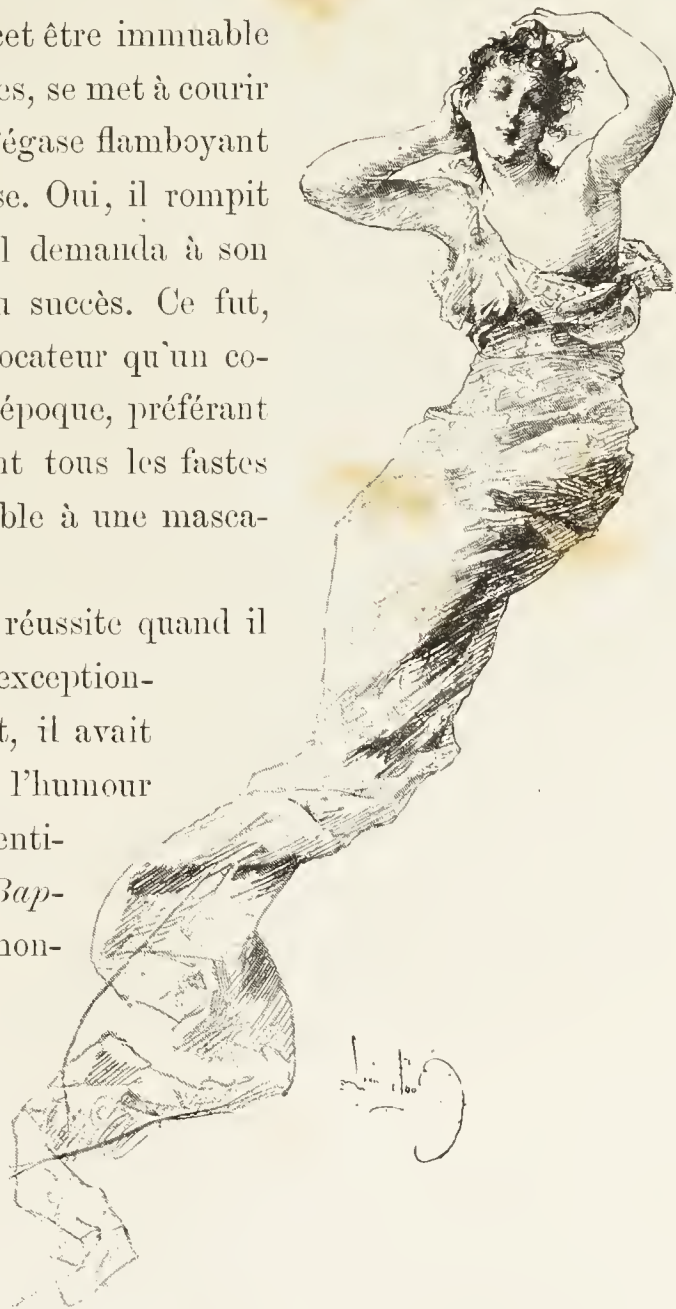 cet être immuable
es, se met à courir
égase flamboyant
se. Oui, il rompit
l demanda à son
succès. Ce fut,
ocateur qu'un co-
époque, préférant
nt tous les fastes
ble à une masca-
réussite quand il
exception-
t, il avait
l'humour
enti-
Bap-
non-